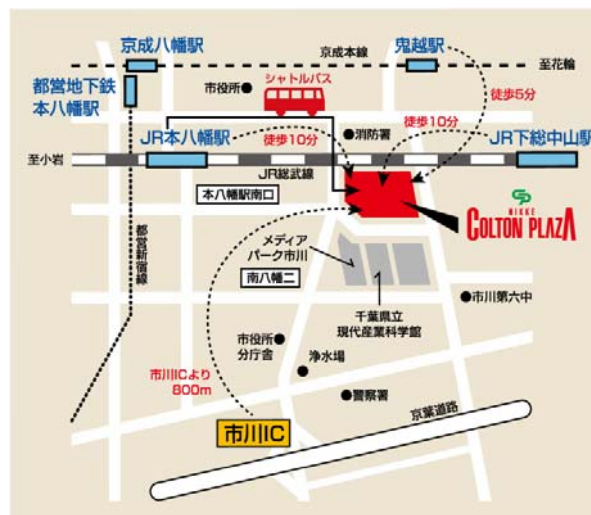 京成八幡駅
京成本線
鬼越駅
至花輪
都営地下鉄
本八幡駅
市役所
シャトルバス
徒歩5分
JR本八幡駅
徒歩10分
消防署
徒歩10分
JR下総中山駅
至小岩
JR総武線
本八幡駅南口
NIKKE
COLTON PLAZA
都営新宿線
メディア
パーク市川
南八幡二
千葉県立
現代産業科学館
市川第六中
市役所
分庁舎
浄水場
市川ICより
800m
警察署
市川IC
京葉道路